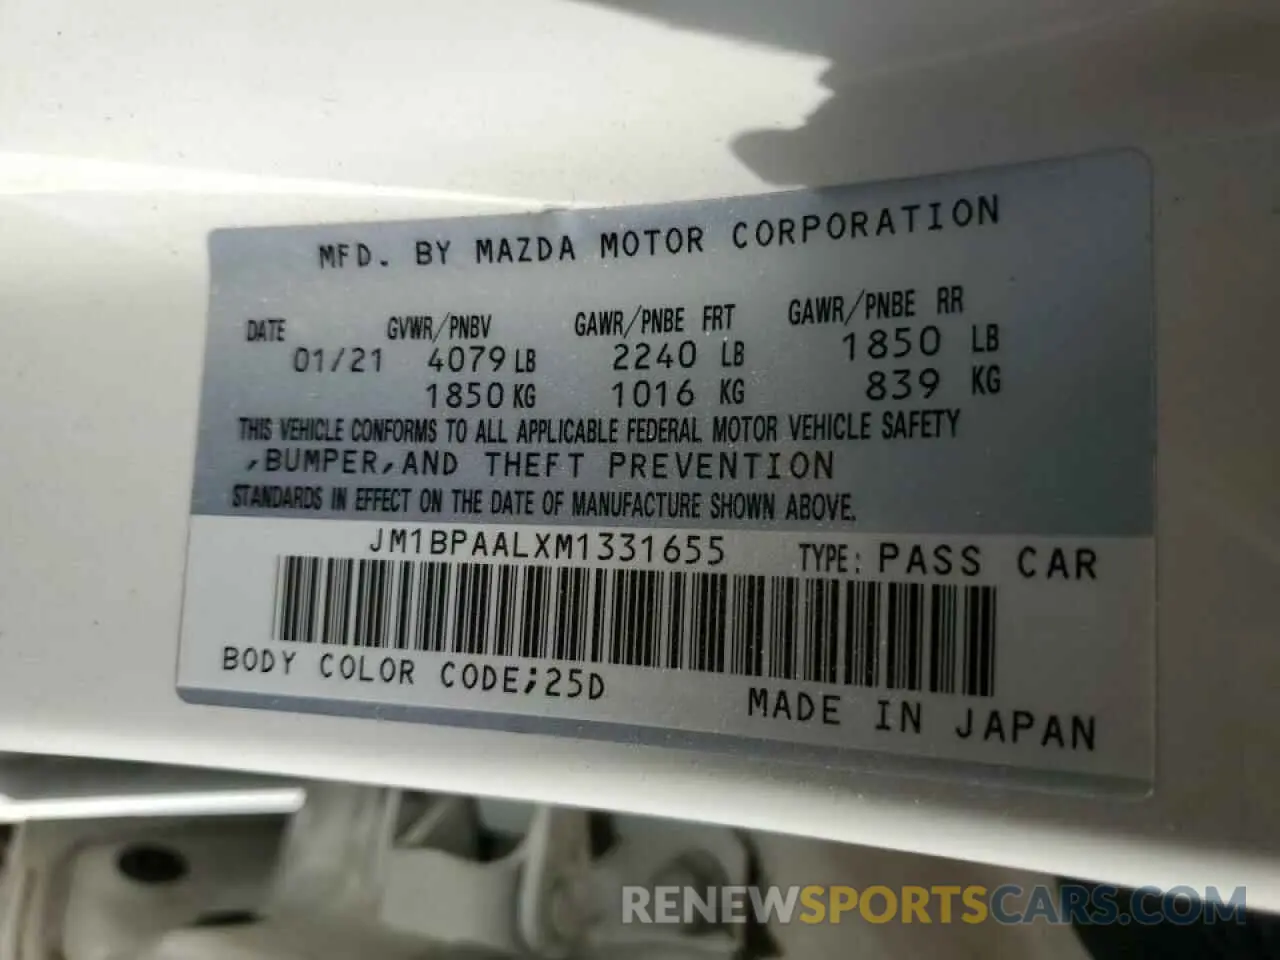 MFD. BY MAZDA MOTOR CORPORATION
DATE GVWR/PNBV GAWR/PNBE FRT GAWR/PNBE RR
01/21 4079 LB 2240 LB 1850 LB
1850 KG 1016 KG 839 KG
THIS VEHICLE CONFORMS TO ALL APPLICABLE FEDERAL MOTOR VEHICLE SAFETY
,BUMPER,AND THEFT PREVENTION
STANDARDS IN EFFECT ON THE DATE OF MANUFACTURE SHOWN ABOVE.
JM1BPAALXM1331655 TYPE: PASS CAR
BODY COLOR CODE;25D
MADE IN JAPAN
RENEWSPORTSCARS.COM